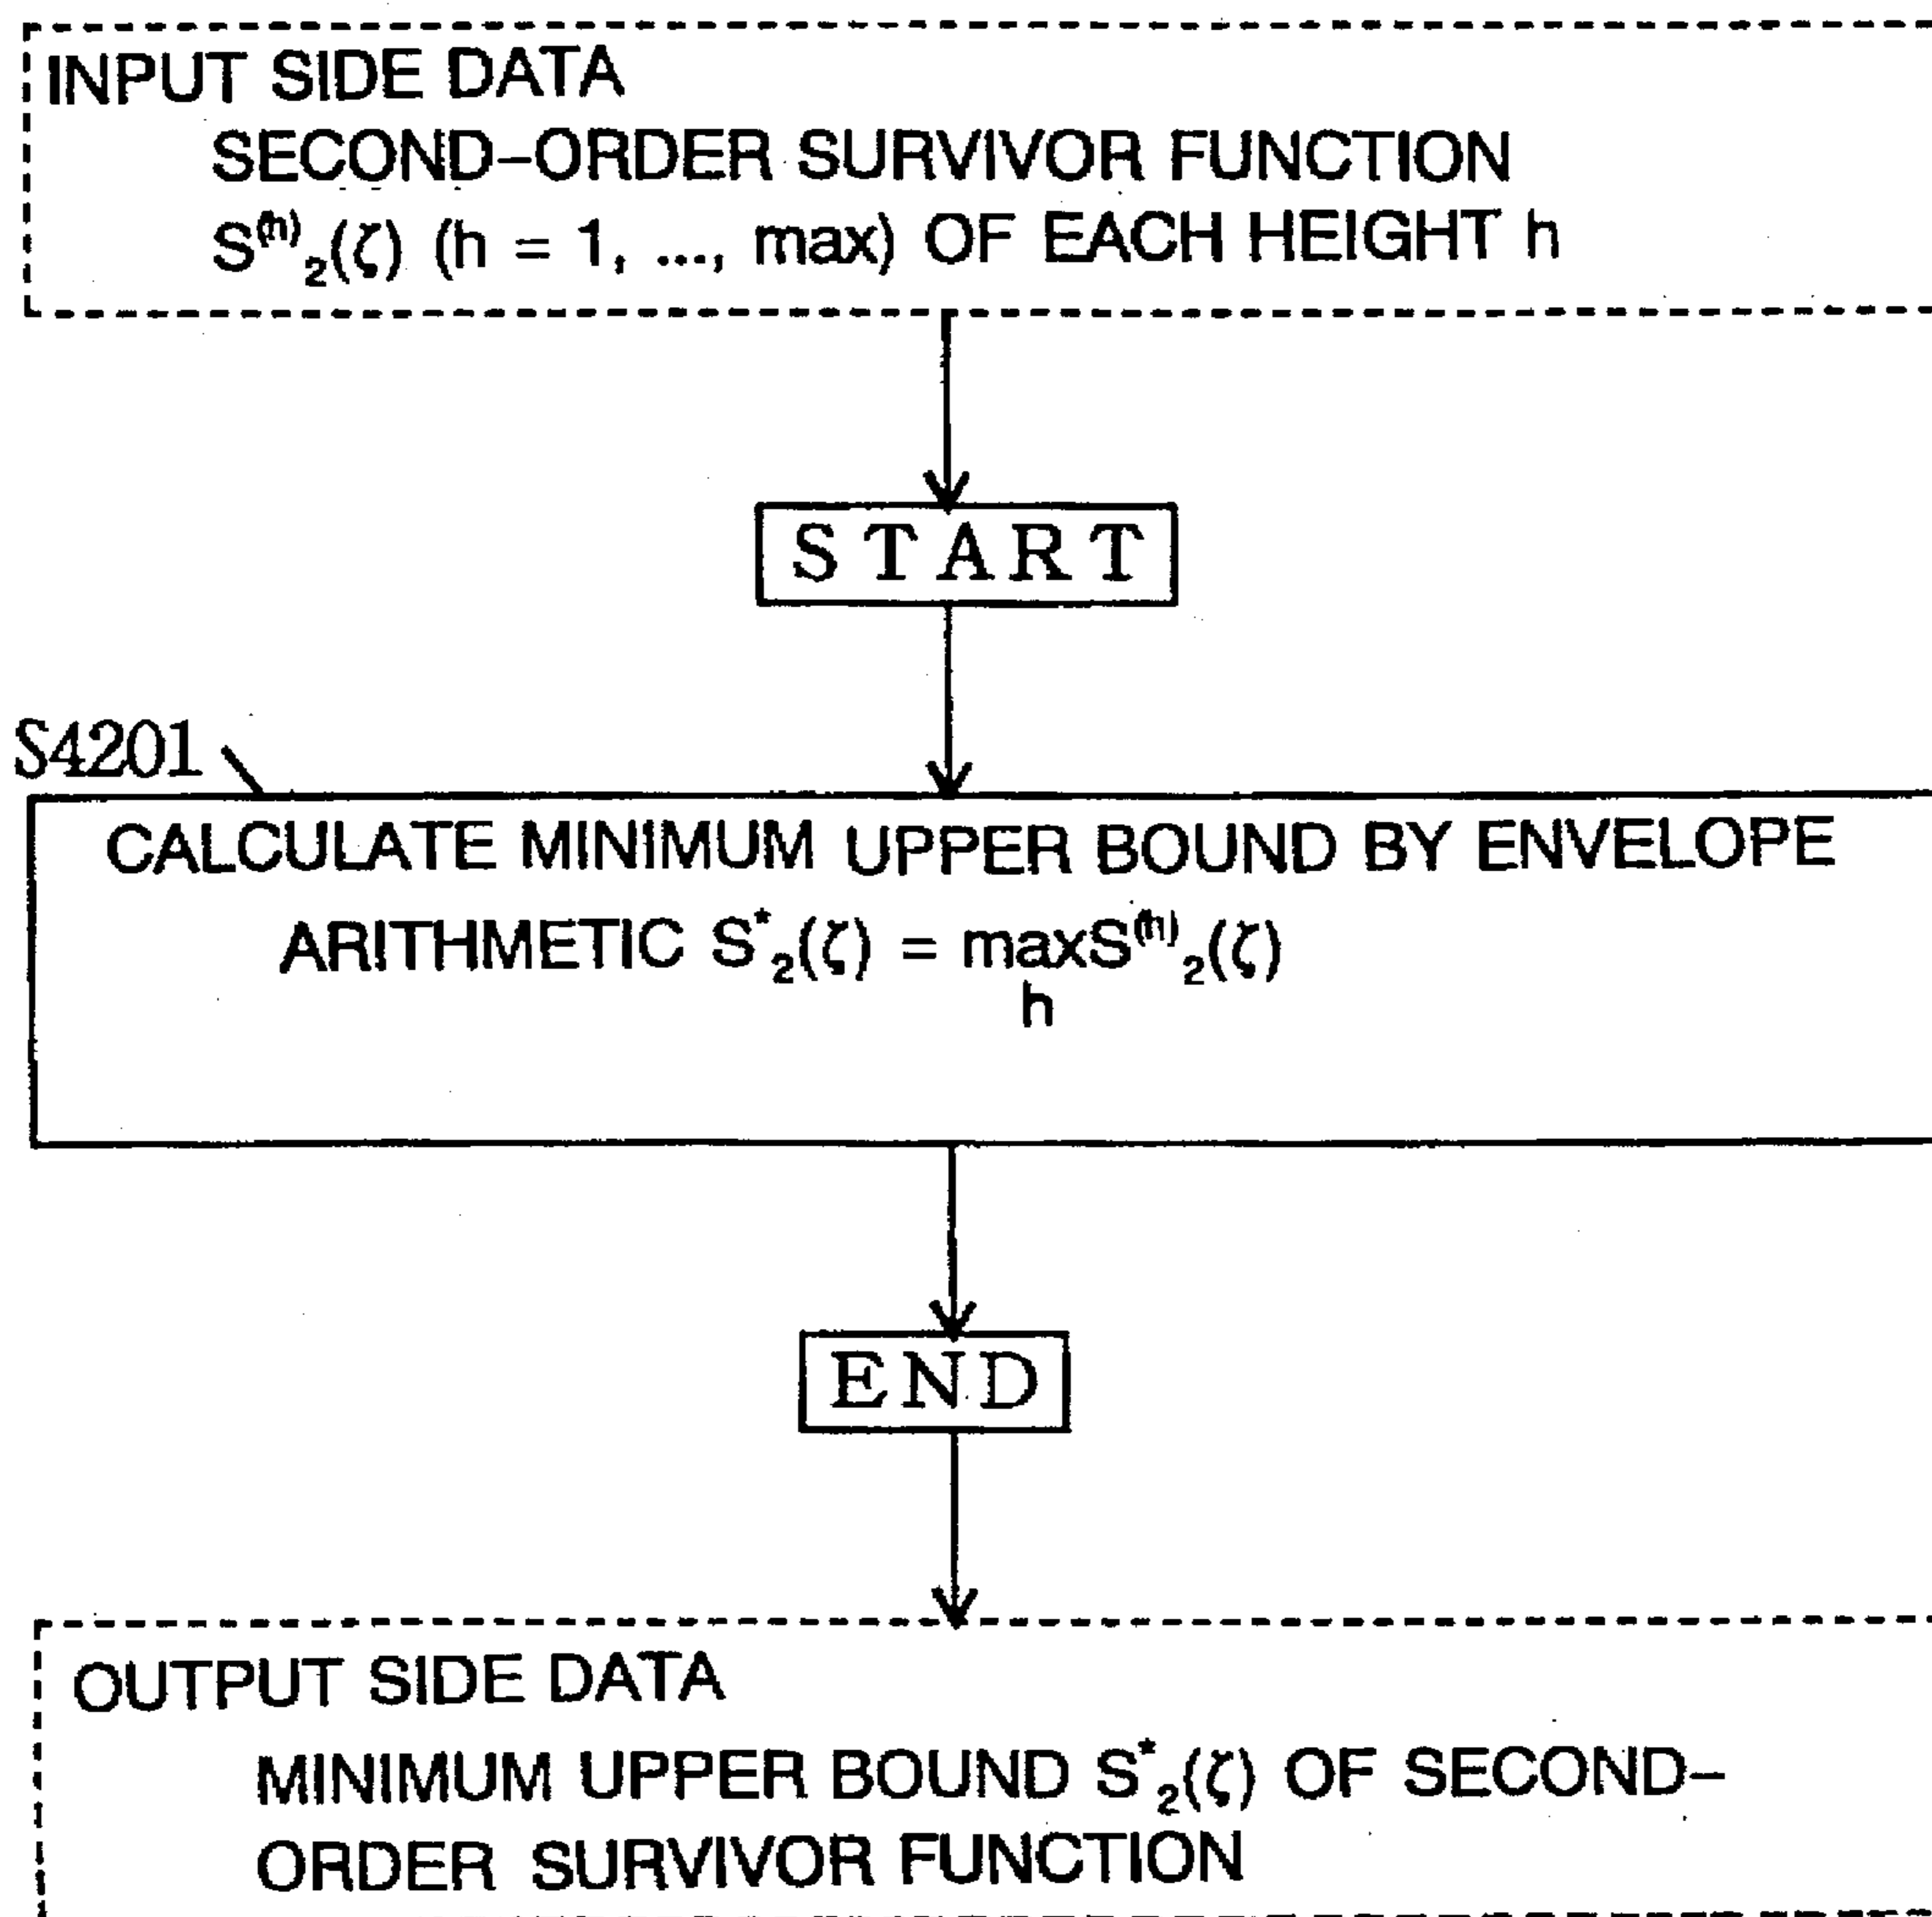 INPUT SIDE DATA
SECOND-ORDER SURVIVOR FUNCTION
S⁽ʰ⁾₂(ζ) (h = 1, ..., max) OF EACH HEIGHT h
START
S4201
CALCULATE MINIMUM UPPER BOUND BY ENVELOPE
ARITHMETIC S*₂(ζ) = maxS⁽ʰ⁾₂(ζ)
h
END
OUTPUT SIDE DATA
MINIMUM UPPER BOUND S*₂(ζ) OF SECOND-
ORDER SURVIVOR FUNCTION